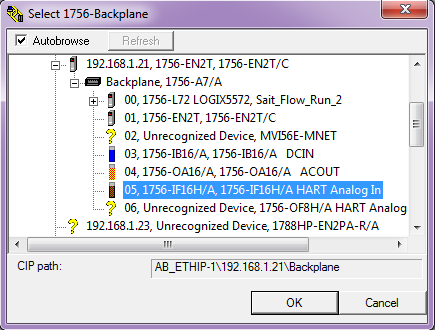 Select 1756-Backplane
Autobrowse Refresh
192.168.1.21, 1756-EN2T, 1756-EN2T/C
Backplane, 1756-A7/A
00, 1756-L72 LOGIX5572, Sait_Flow_Run_2
01, 1756-EN2T, 1756-EN2T/C
02, Unrecognized Device, MVI56E-MNET
03, 1756-IB16/A, 1756-IB16/A DCIN
04, 1756-OA16/A, 1756-OA16/A ACOUT
05, 1756-IF16H/A, 1756-IF16H/A HART Analog In
06, Unrecognized Device, 1756-OF8H/A HART Analog
192.168.1.23, Unrecognized Device, 1788HP-EN2PA-R/A
CIP path: AB_ETHIP-1\192.168.1.21\Backplane
OK Cancel